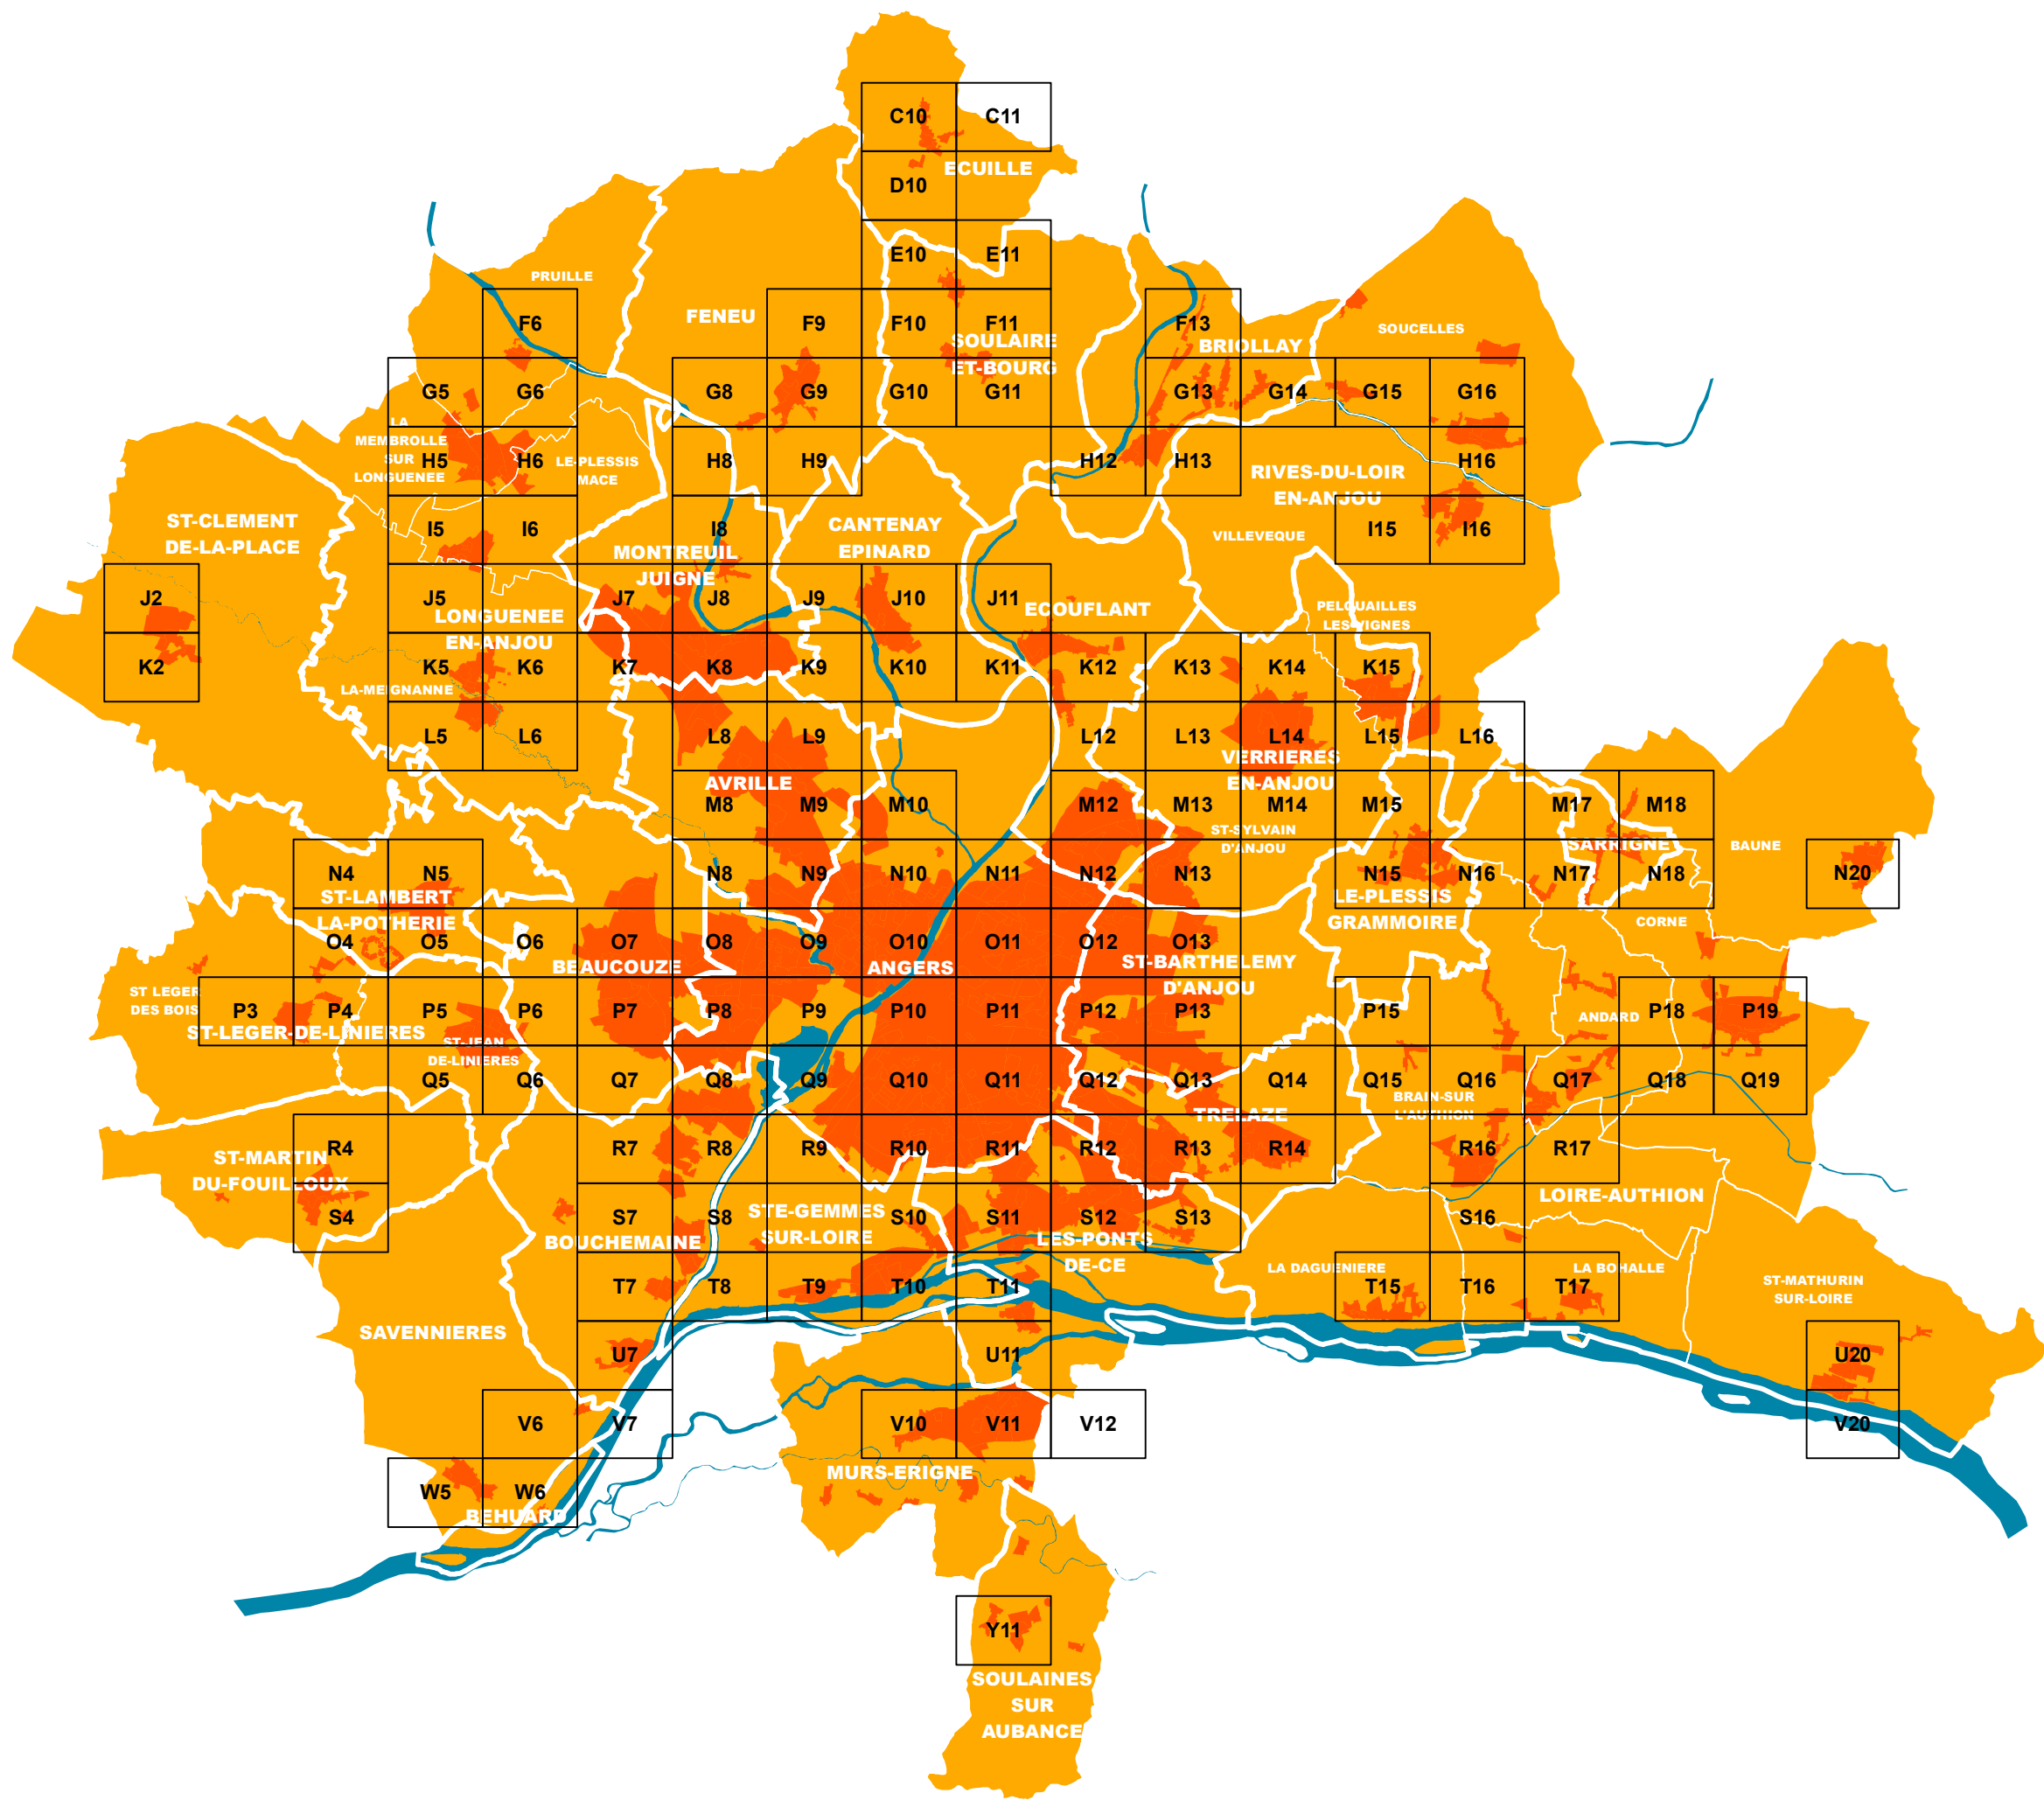 C10 C11
ECUILLE
D10
E10 E11
PRUILLE
FENEU
F6 F9 F10 F11 F13
SOUCELLES
SOULAIRE
BRIOLLAY
ET-BOURG
G5 G6 G8 G9 G10 G11 G13 G14 G15 G16
LA
MEMBROLLE
SUR
LONGUENEE
H5 H6 H8 H9 H12 H13 H16
LE-PLESSIS
MACE
RIVES-DU-LOIR
EN-ANJOU
ST-CLEMENT
DE-LA-PLACE
I5 I6 I8 I15 I16
CANTENAY
EPINARD
VILLEVEQUE
MONTREUIL
JUIGNE
J2 J5 J7 J8 J9 J10 J11
LONGUENEE
EN-ANJOU
ECOUFLANT
PELOUAILLES
LES-VIGNES
K2 K5 K6 K7 K8 K9 K10 K11 K12 K13 K14 K15
LA-MEIGNANNE
L5 L6 L8 L9 L12 L13 L14 L15 L16
VERRIERES
EN-ANJOU
AVRILLE
M8 M9 M10 M12 M13 M14 M15 M17 M18
ST-SYLVAIN
D'ANJOU
SARRIGNE
BAUNE
N4 N5 N8 N9 N10 N11 N12 N13 N15 N16 N17 N18 N20
ST-LAMBERT
LA-POTHERIE
LE-PLESSIS
GRAMMOIRE
CORNE
O4 O5 O6 O7 O8 O9 O10 O11 O12 O13
BEAUCOUZE
ANGERS
ST-BARTHELEMY
D'ANJOU
ST LEGER
DES BOIS
P3 P4 P5 P6 P7 P8 P9 P10 P11 P12 P13 P15 P18 P19
ANDARD
ST-LEGER-DE-LINIERES
ST-JEAN
DE-LINIERES
Q5 Q6 Q7 Q8 Q9 Q10 Q11 Q12 Q13 Q14 Q15 Q16 Q17 Q18 Q19
BRAIN-SUR
L'AUTHION
TRELAZE
R4 R7 R8 R9 R10 R11 R12 R13 R14 R16 R17
ST-MARTIN
DU-FOUILLOUX
LOIRE-AUTHION
S4 S7 S8 S10 S11 S12 S13 S16
STE-GEMMES
SUR-LOIRE
BOUCHEMAINE
LES-PONTS
DE-CE
LA DAGUENIERE
LA BOHALLE
ST-MATHURIN
SUR-LOIRE
T7 T8 T9 T10 T11 T15 T16 T17
SAVENNIERES
U7 U11 U20
V6 V7 V10 V11 V12 V20
MURS-ERIGNE
W5 W6
BEHUARD
Y11
SOULAINES
SUR
AUBANCE